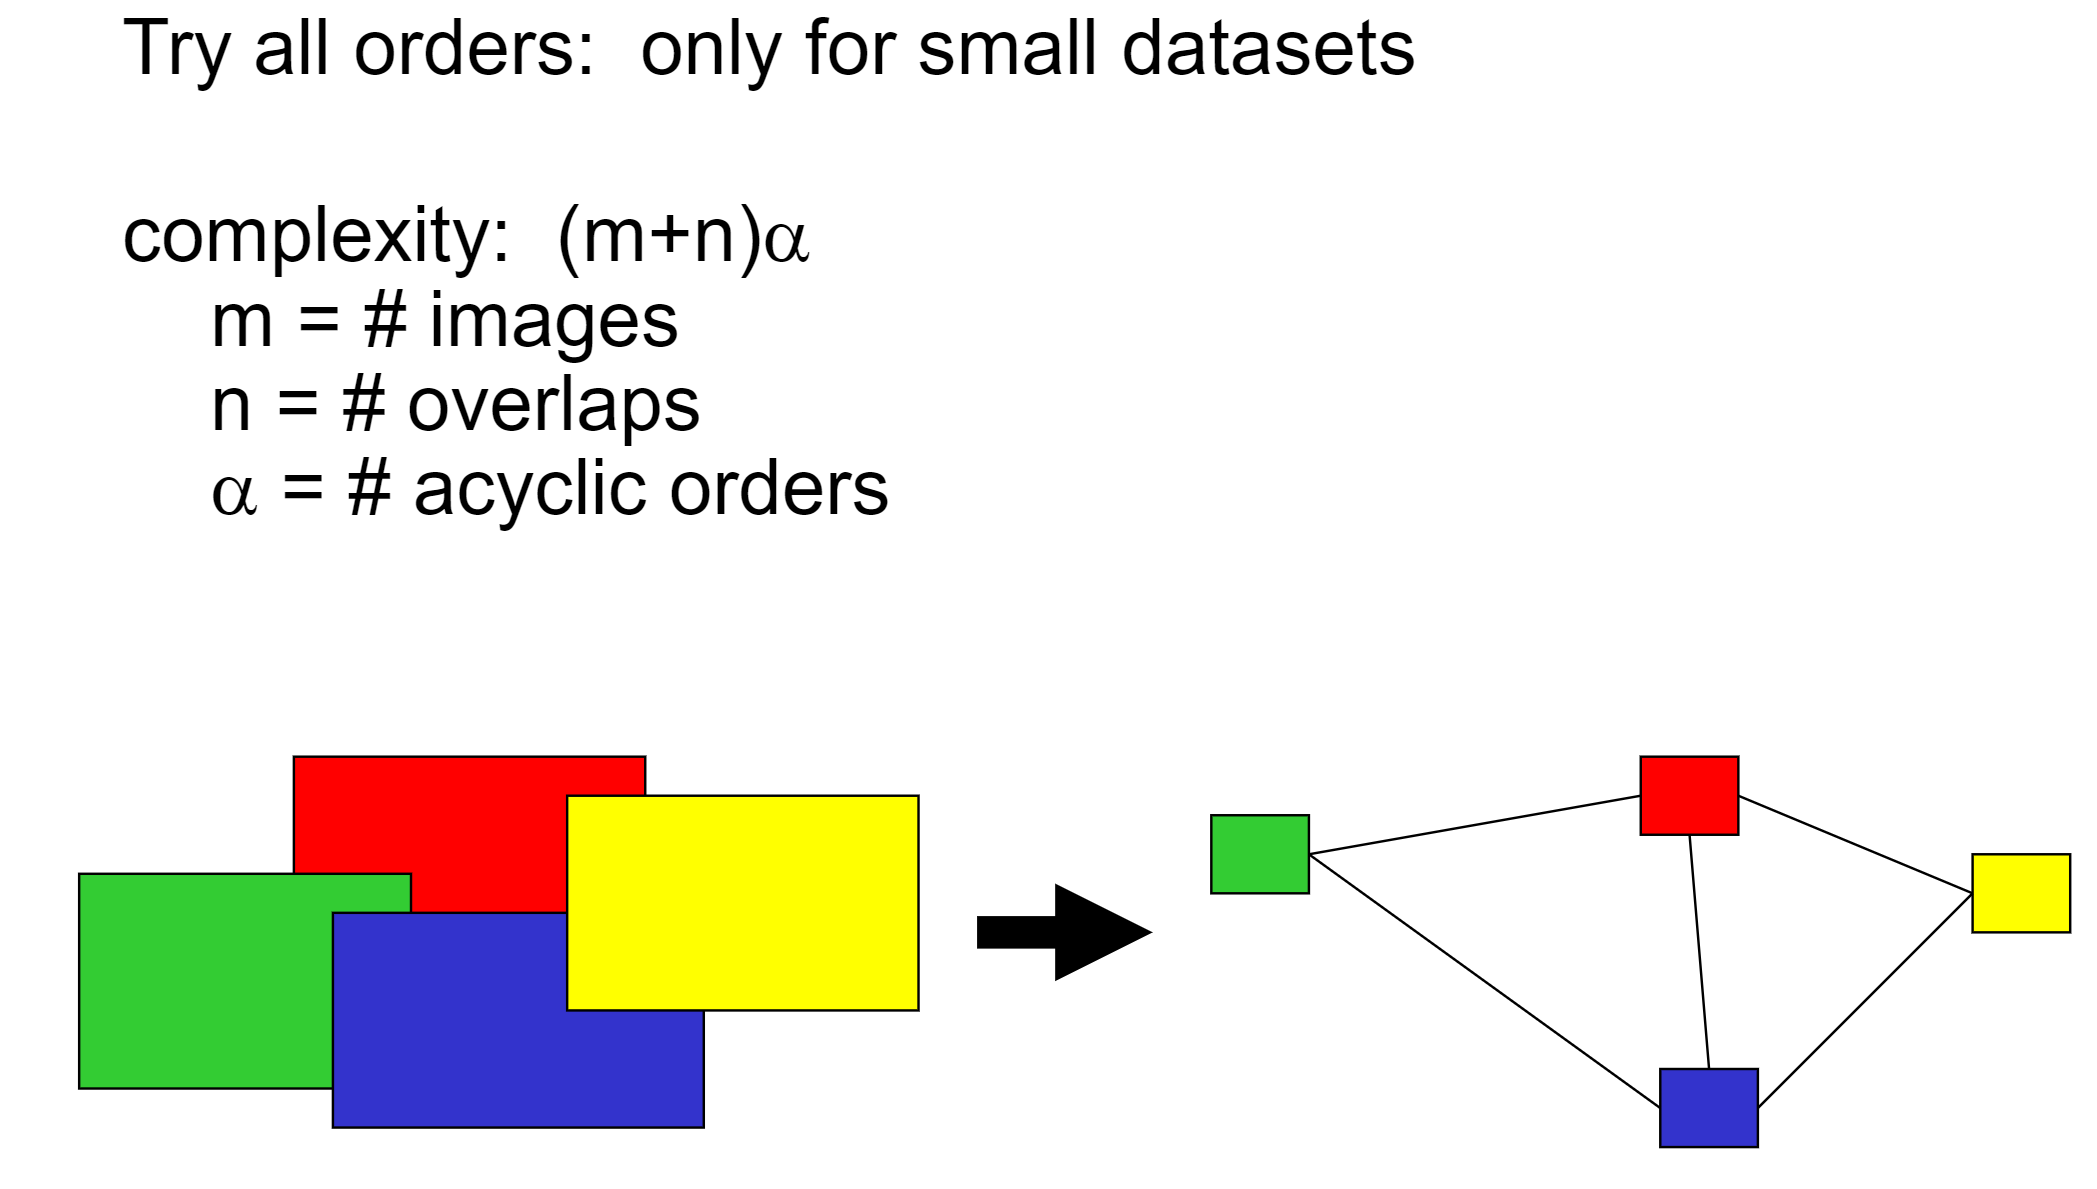 Try all orders: only for small datasets
complexity: (m+n)α
m = # images
n = # overlaps
α = # acyclic orders